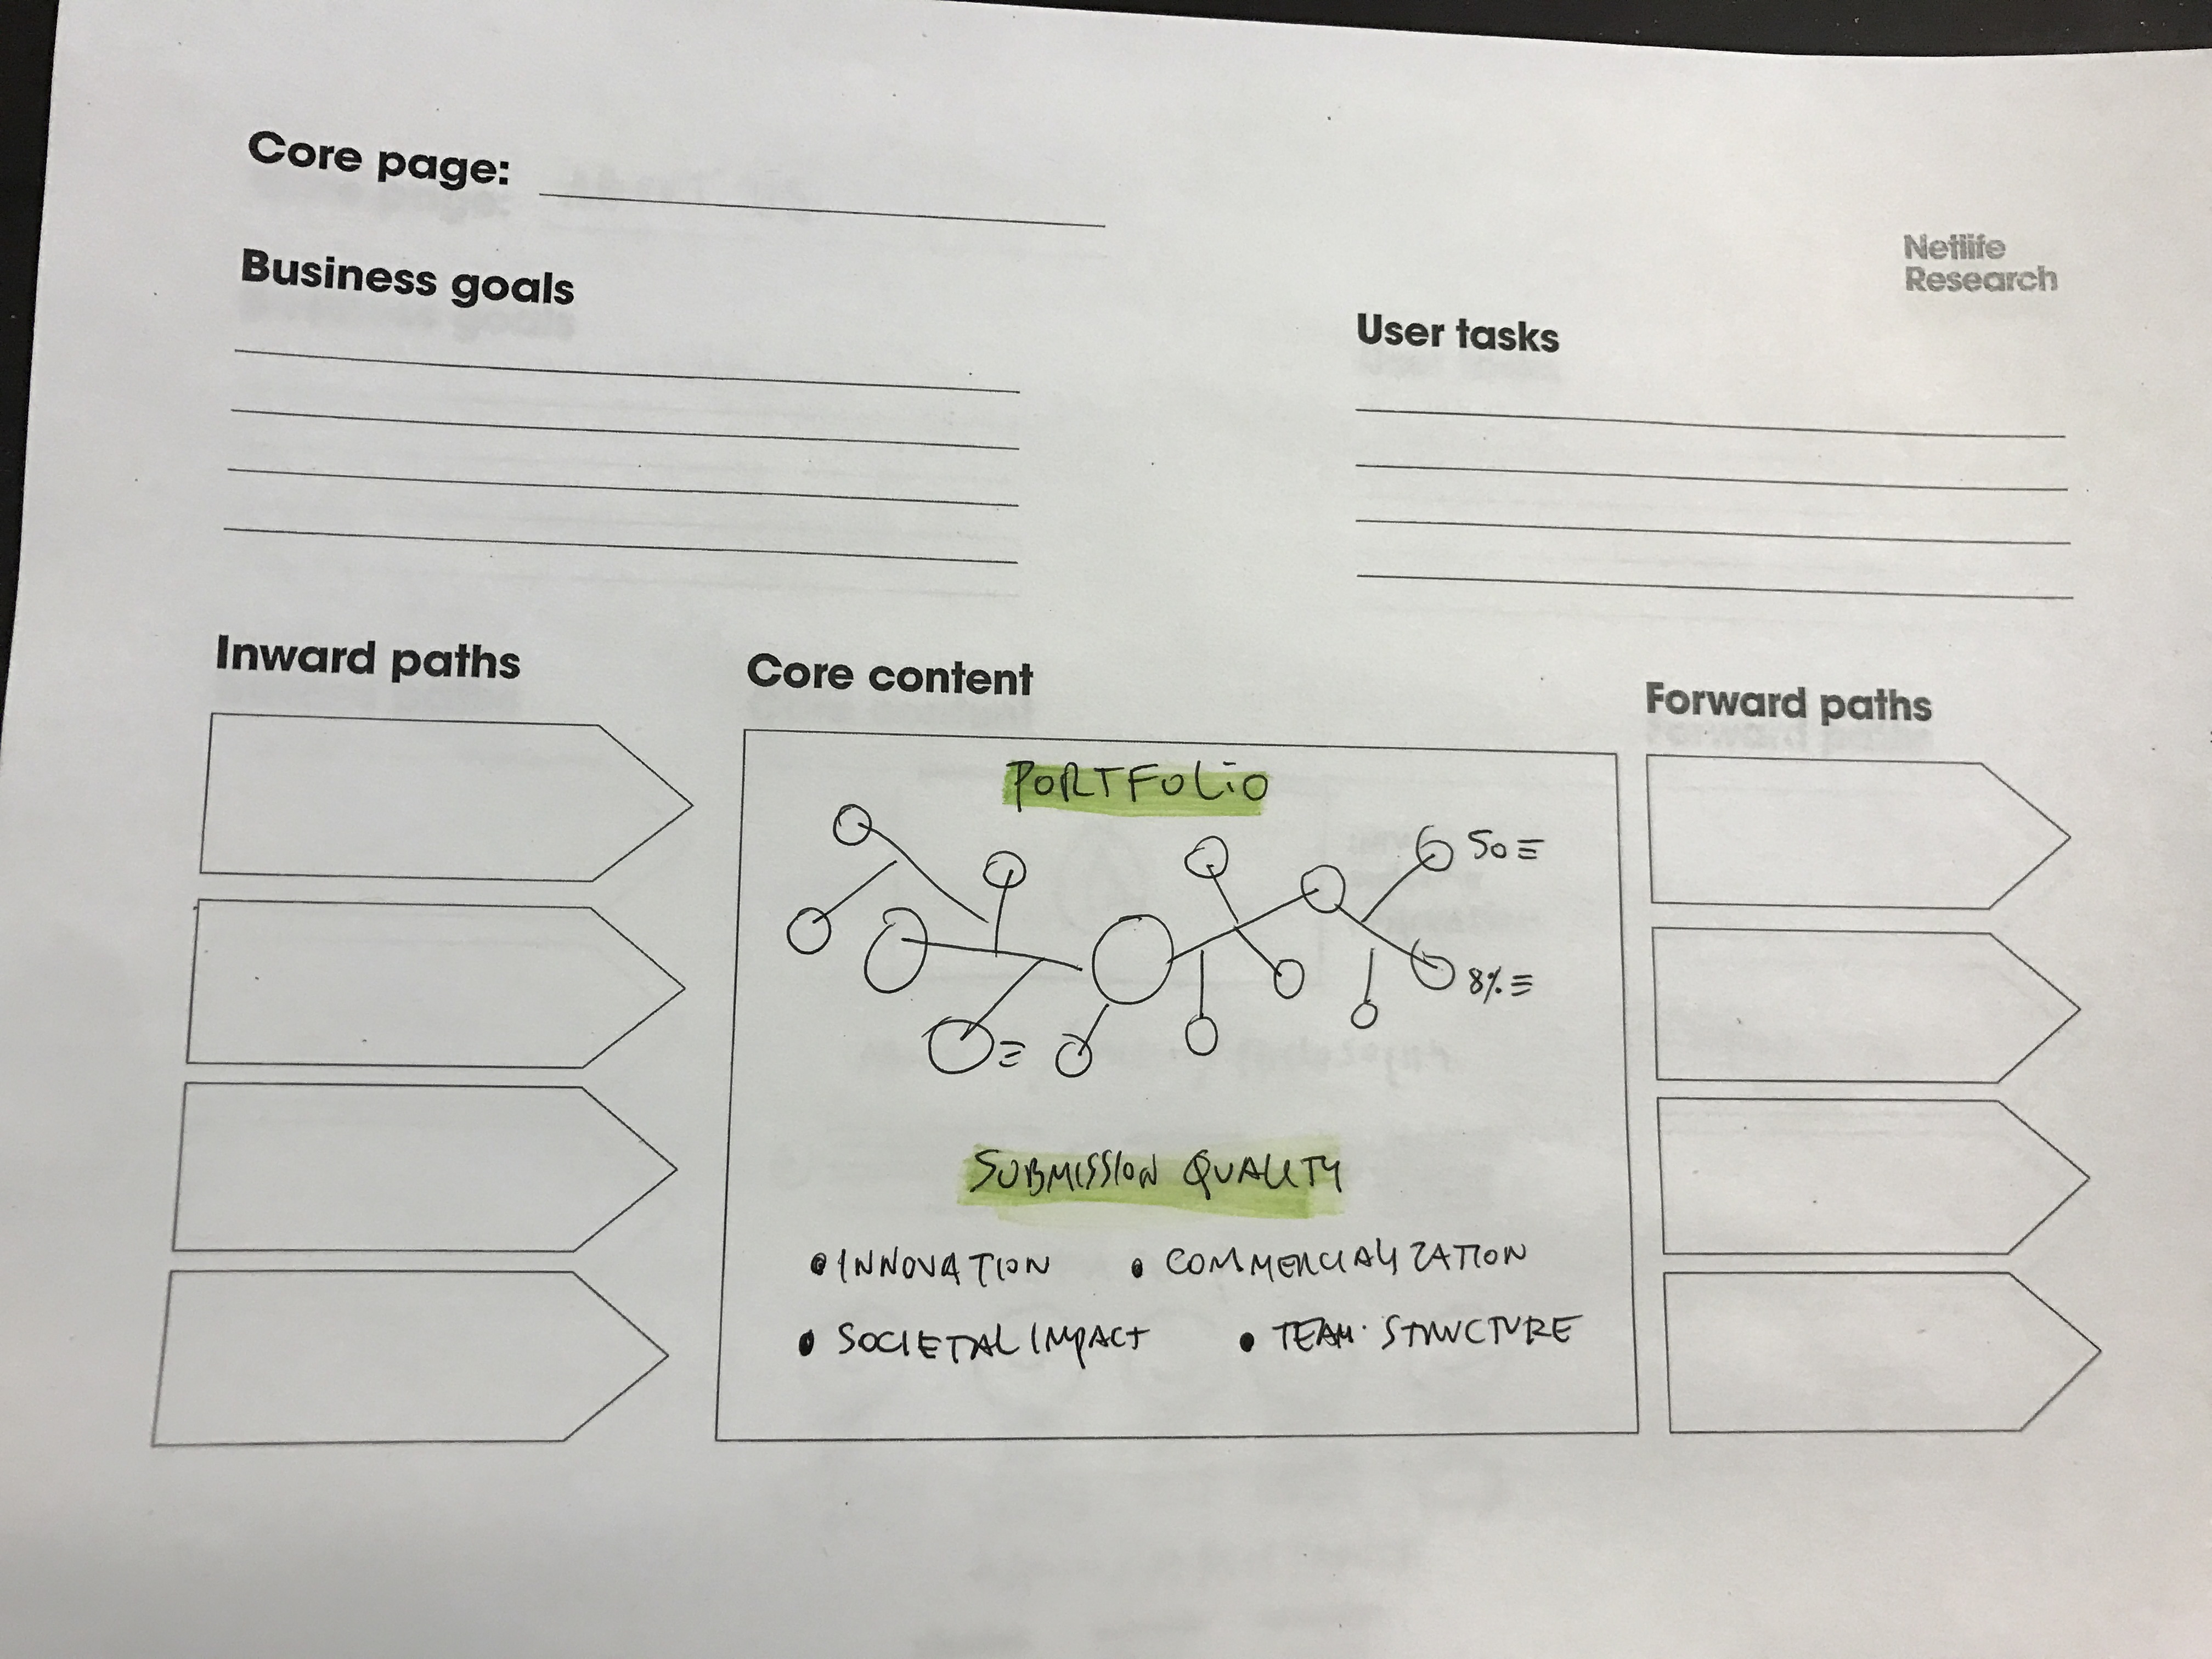 Core page:
Netlife
Research
Business goals
User tasks
Inward paths
Core content
Forward paths
PORTFOLIO
50
8%
SUBMISSION QUALITY
• INNOVATION • COMMERCIALIZATION
• SOCIETAL IMPACT • TEAM STRUCTURE